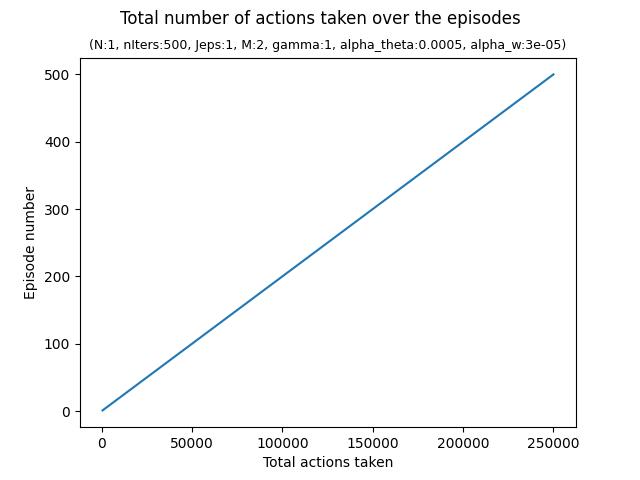 Total number of actions taken over the episodes
(N:1, nIters:500, Jeps:1, M:2, gamma:1, alpha_theta:0.0005, alpha_w:3e-05)
500
400
300
200
100
0
Episode number
0 50000 100000 150000 200000 250000
Total actions taken